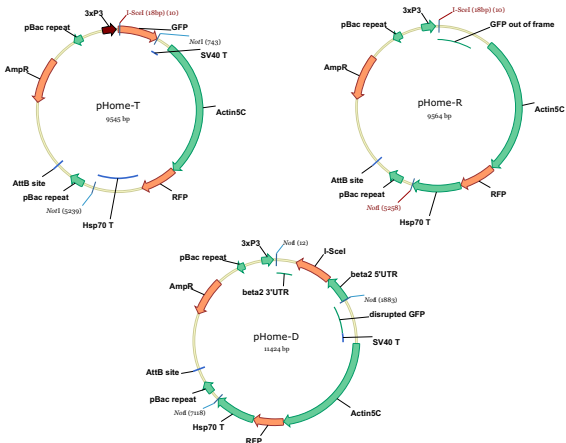 3xP3
I-SceI (18bp) (10)
GFP
NotI (743)
SV40 T
pBac repeat
AmpR
pHome-T
9545 bp
Actin5C
AttB site
pBac repeat
NotI (5239)
RFP
Hsp70 T
3xP3
I-SceI (18bp) (10)
GFP out of frame
pBac repeat
AmpR
pHome-R
9564 bp
Actin5C
AttB site
pBac repeat
NotI (5258)
RFP
Hsp70 T
3xP3
NotI (12)
I-SceI
pBac repeat
beta2 5'UTR
AmpR
beta2 3'UTR
NotI (1883)
disrupted GFP
pHome-D
11424 bp
SV40 T
AttB site
pBac repeat
NotI (7118)
Actin5C
Hsp70 T
RFP